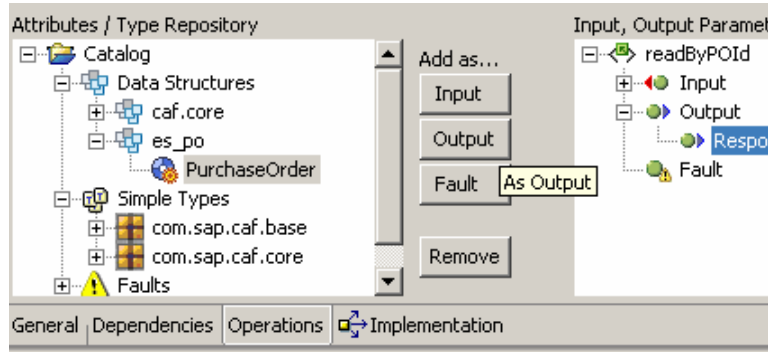 Attributes / Type Repository
Catalog
Data Structures
caf.core
es_po
PurchaseOrder
Simple Types
com.sap.caf.base
com.sap.caf.core
Faults
Add as...
Input
Output
Fault
As Output
Remove
Input, Output Paramet
readByPOId
Input
Output
Respo
Fault
General Dependencies Operations Implementation